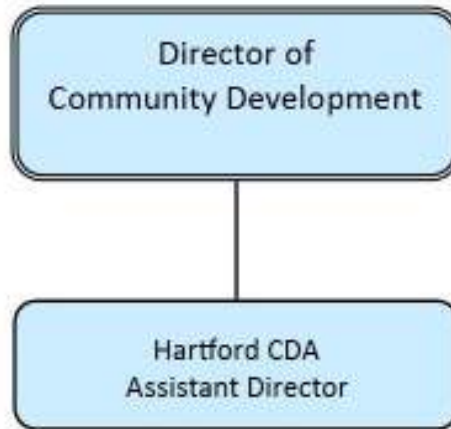 Director of
Community Development
Hartford CDA
Assistant Director